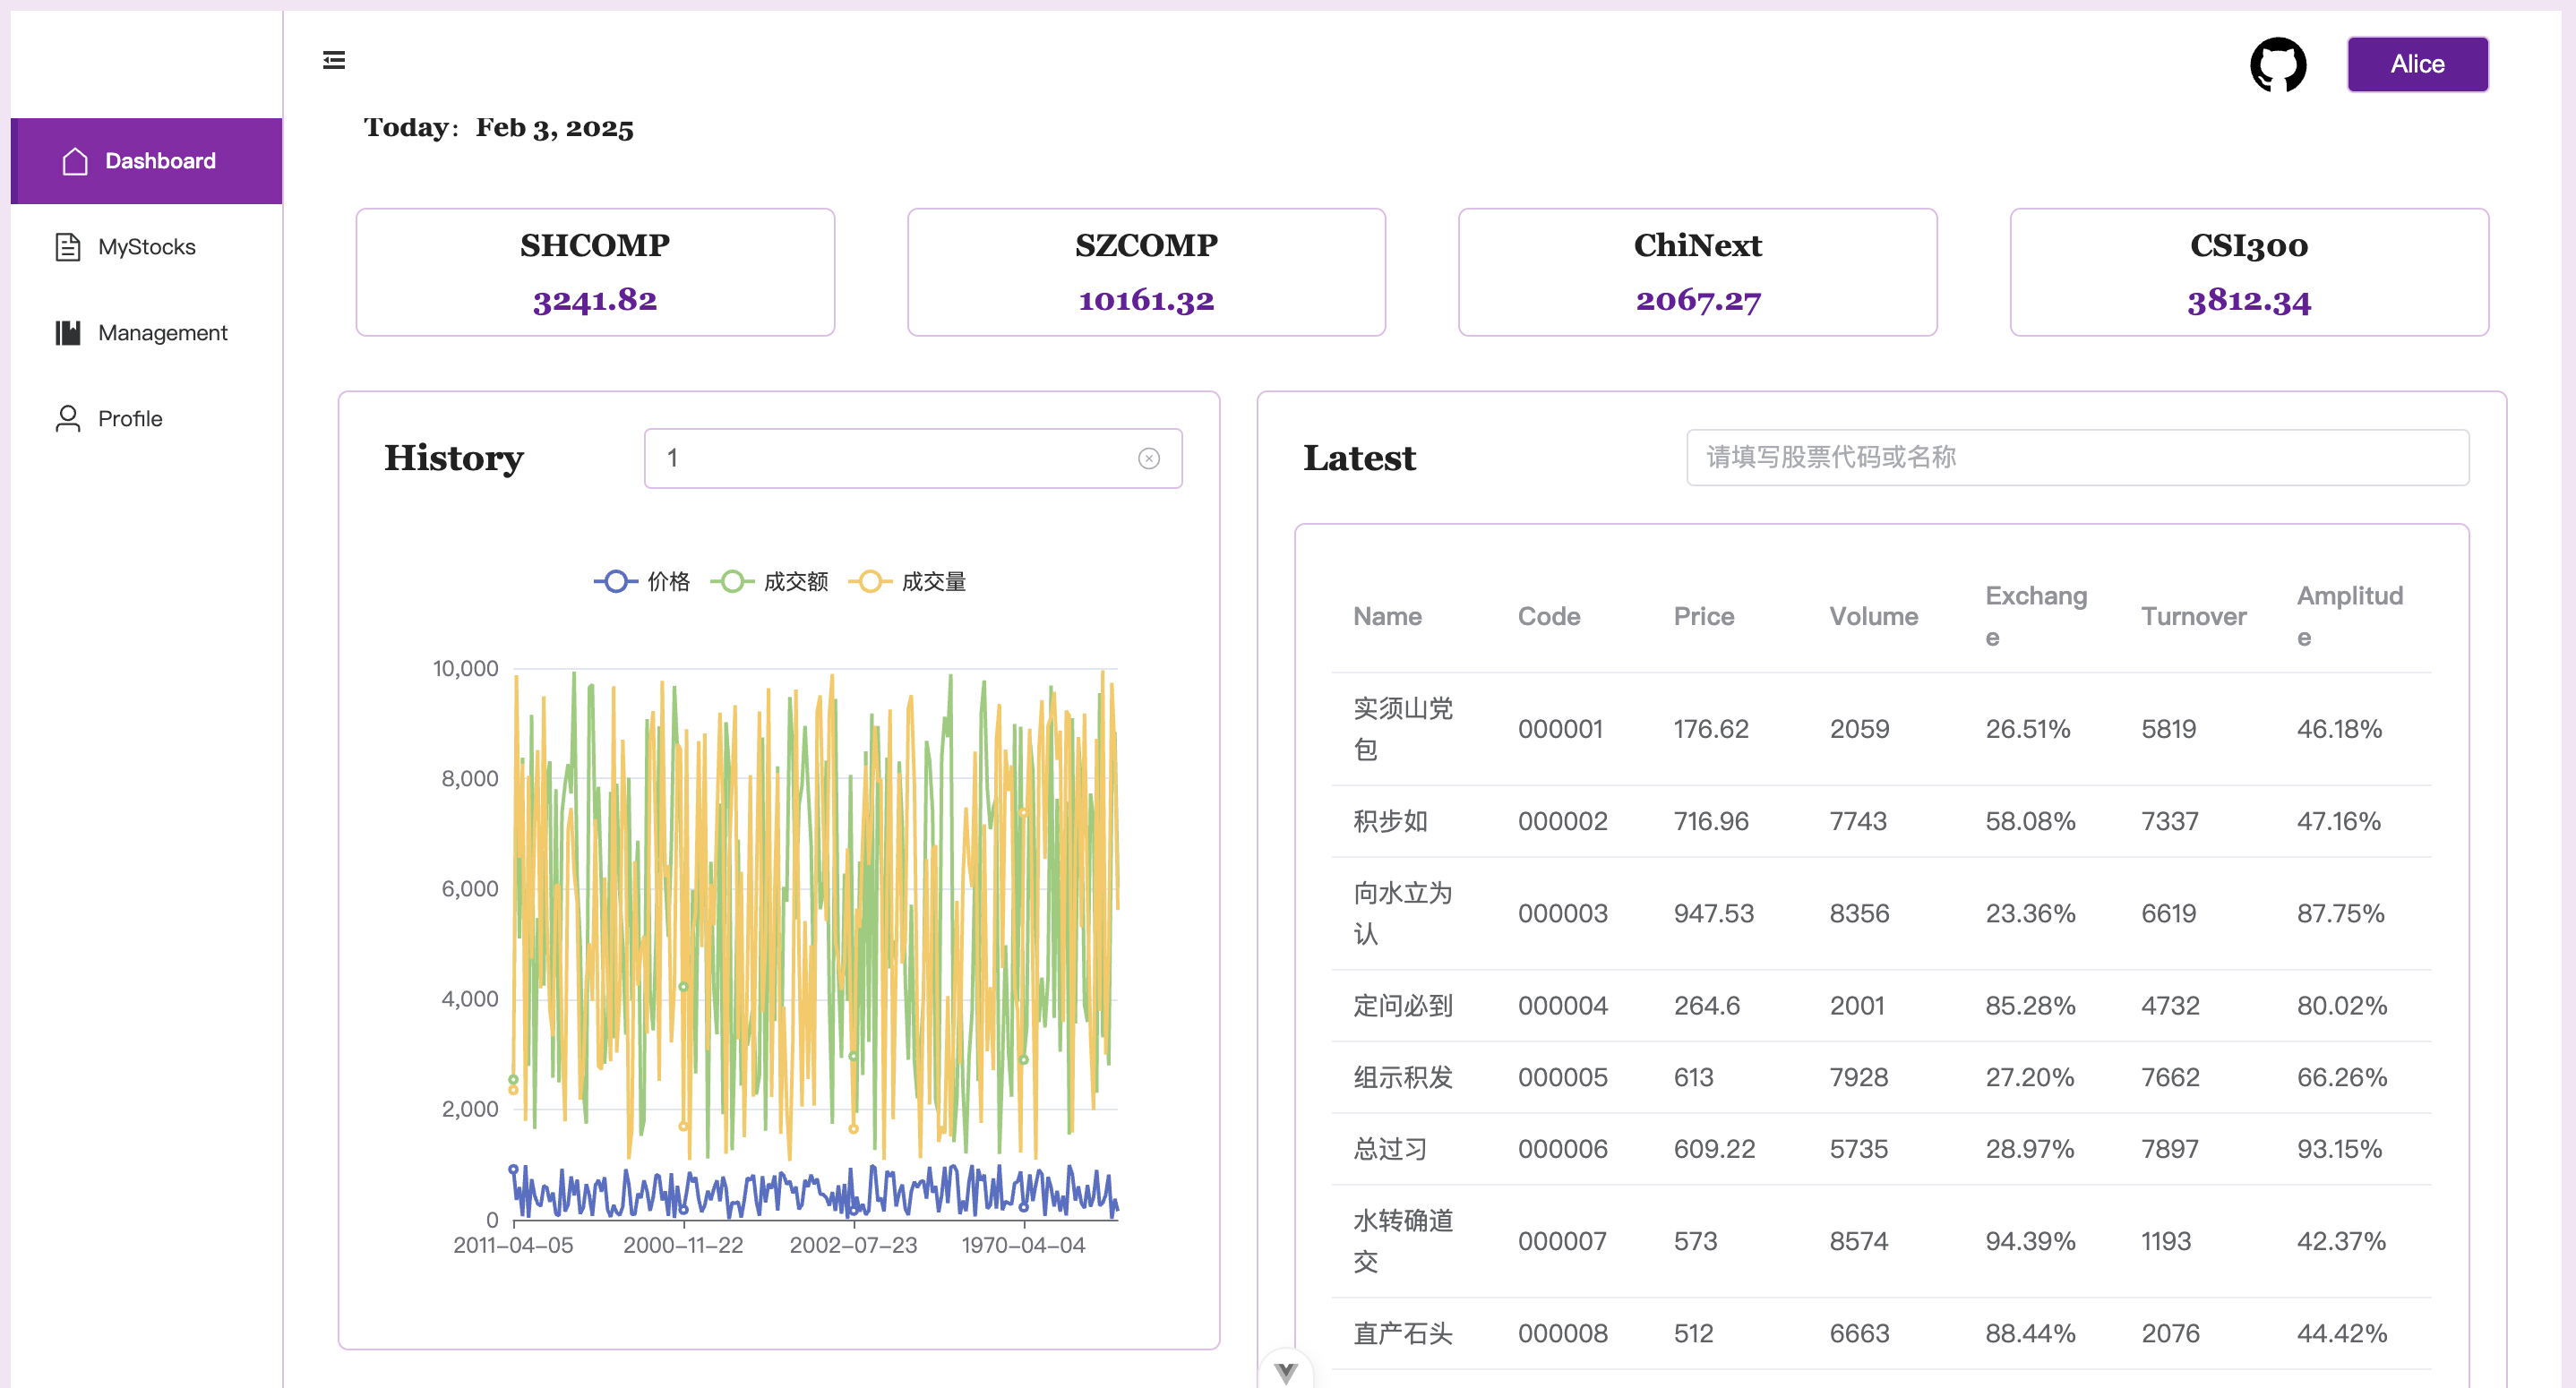 Alice
Today： Feb 3, 2025
Dashboard
MyStocks
Management
Profile
SHCOMP
3241.82
SZCOMP
10161.32
ChiNext
2067.27
CSI300
3812.34
History
1
价格 成交额 成交量
10,000
8,000
6,000
4,000
2,000
0
2011-04-05 2000-11-22 2002-07-23 1970-04-04
Latest
请填写股票代码或名称
Name Code Price Volume Exchang
e Turnover Amplitud
e
实须山党
包 000001 176.62 2059 26.51% 5819 46.18%
积步如 000002 716.96 7743 58.08% 7337 47.16%
向水立为
认 000003 947.53 8356 23.36% 6619 87.75%
定问必到 000004 264.6 2001 85.28% 4732 80.02%
组示积发 000005 613 7928 27.20% 7662 66.26%
总过习 000006 609.22 5735 28.97% 7897 93.15%
水转确道
交 000007 573 8574 94.39% 1193 42.37%
直产石头 000008 512 6663 88.44% 2076 44.42%